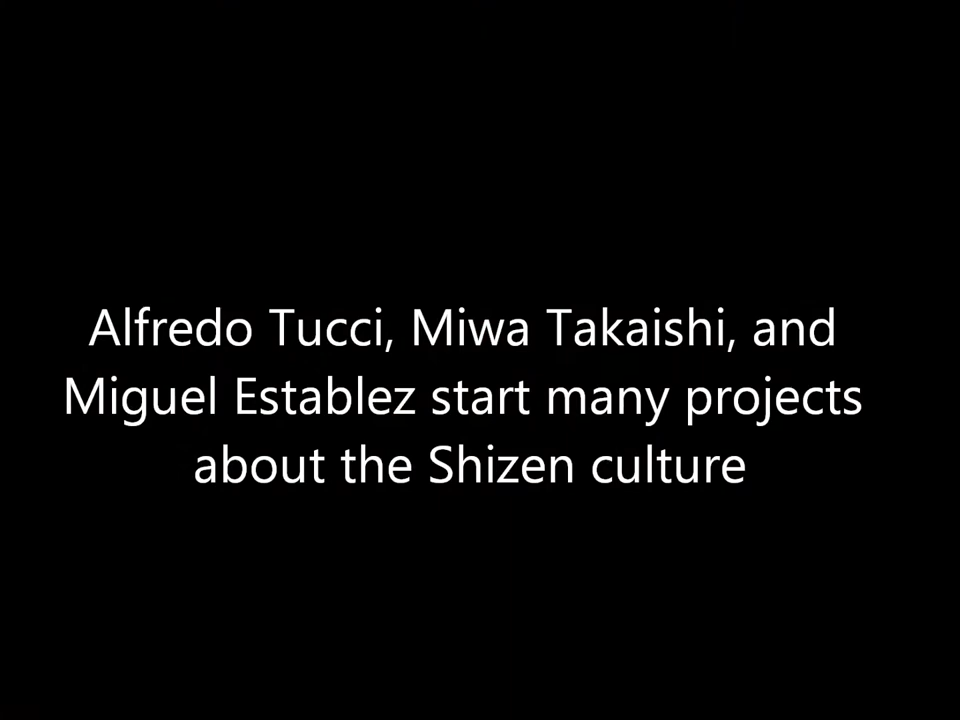 Alfredo Tucci, Miwa Takaishi, and
Miguel Establez start many projects
about the Shizen culture